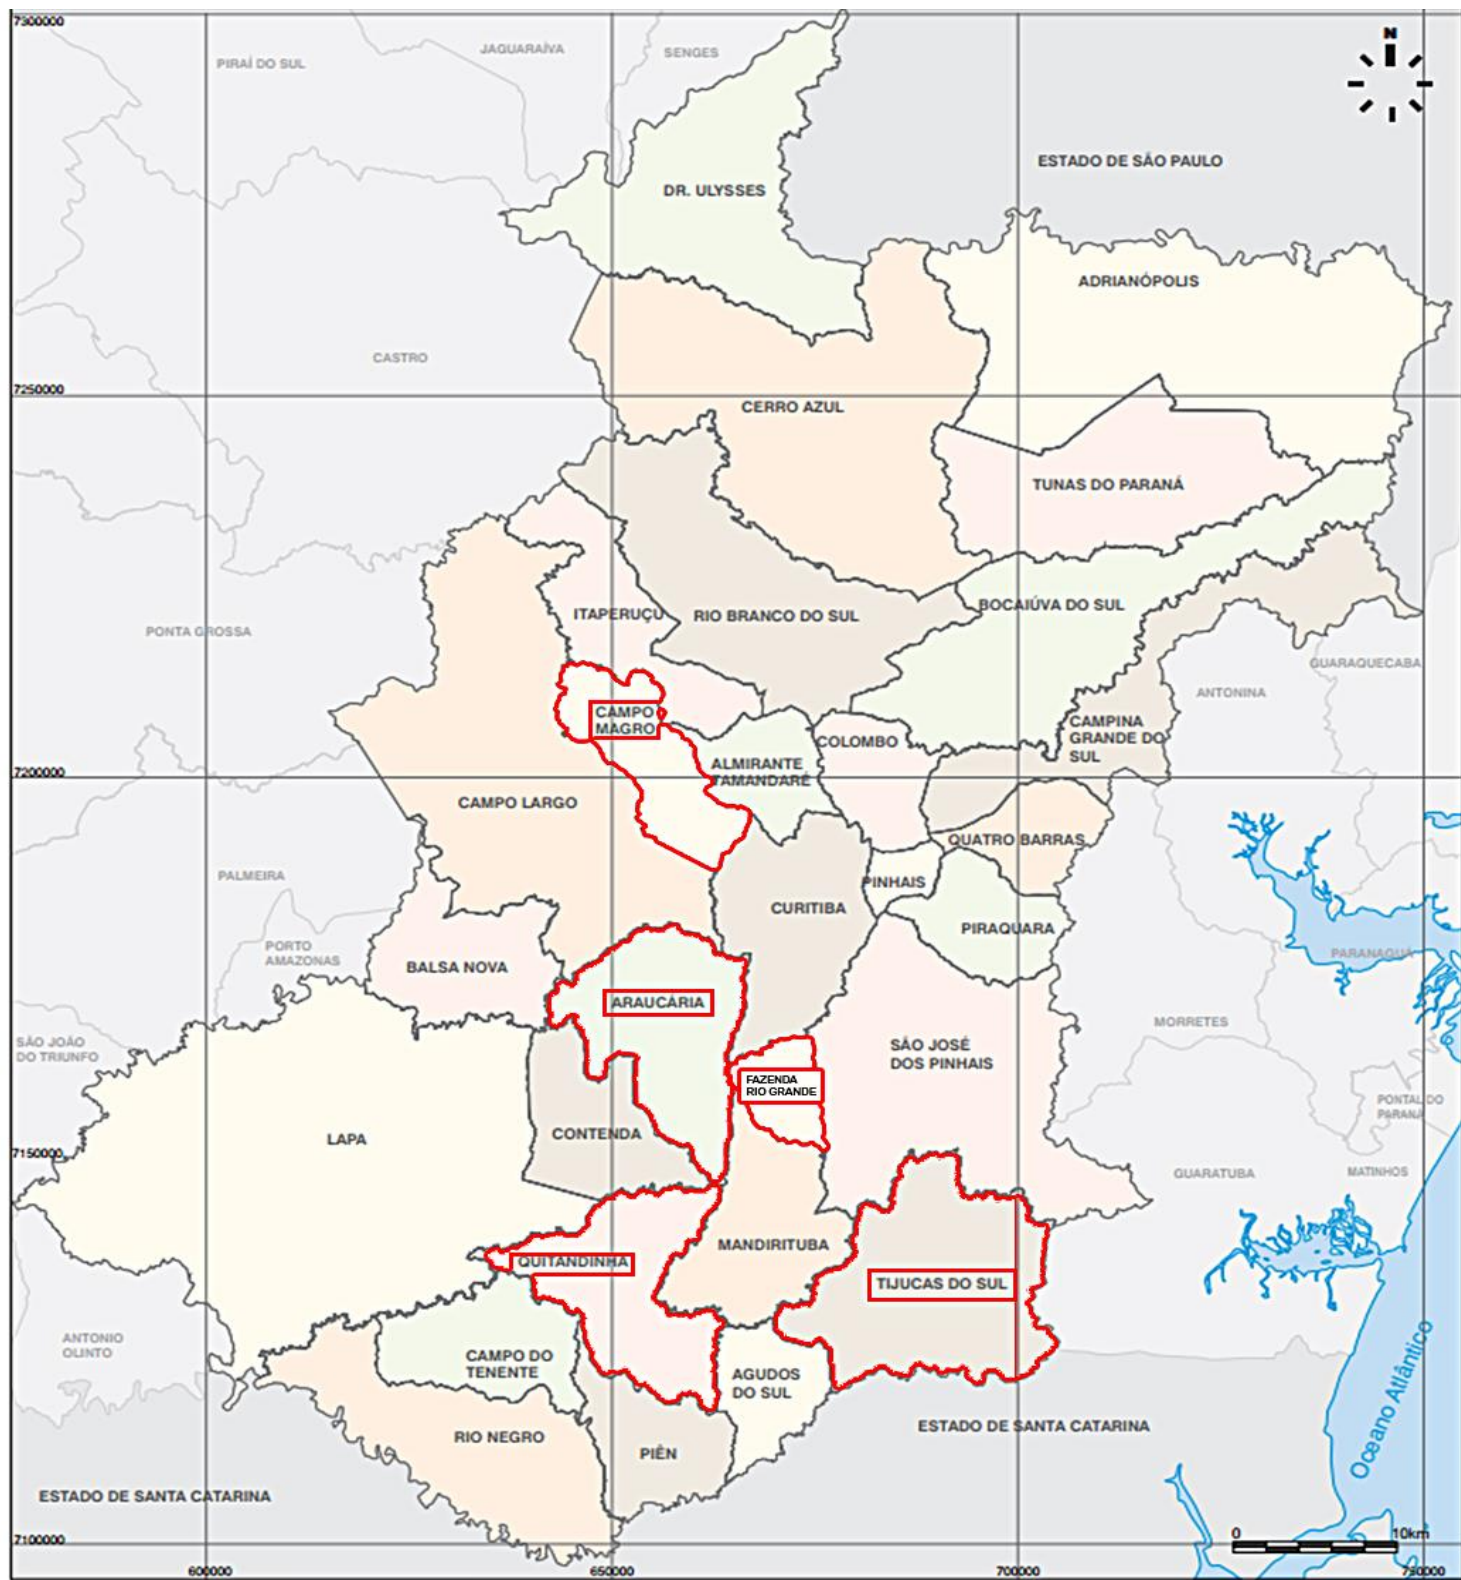 7300000
N
JAGUARAÍVA
SENGES
PIRAÍ DO SUL
ESTADO DE SÃO PAULO
DR. ULYSSES
ADRIANÓPOLIS
CASTRO
7250000
CERRO AZUL
TUNAS DO PARANÁ
BOCAIÚVA DO SUL
ITAPERUÇU
RIO BRANCO DO SUL
PONTA GROSSA
GUARAQUECABA
ANTONINA
CAMPO
MAGRO
CAMPINA
GRANDE DO
SUL
COLOMBO
ALMIRANTE
TAMANDARÉ
7200000
CAMPO LARGO
QUATRO BARRAS
PALMEIRA
PINHAIS
CURITIBA
PIRAQUARA
PORTO
AMAZONAS
BALSA NOVA
PARANAGUÁ
ARAUCÁRIA
MORRETES
SÃO JOÃO
DO TRIUNFO
SÃO JOSÉ
DOS PINHAIS
FAZENDA
RIO GRANDE
PONTAL DO
PARANÁ
CONTENDA
LAPA
7150000
GUARATUBA
MATINHOS
MANDIRITUBA
QUITANDINHA
TIJUCAS DO SUL
ANTONIO
OLINTO
CAMPO DO
TENENTE
AGUDOS
DO SUL
Oceano Atlântico
ESTADO DE SANTA CATARINA
RIO NEGRO
PIÊN
ESTADO DE SANTA CATARINA
7100000
0
10km
600000
650000
700000
750000